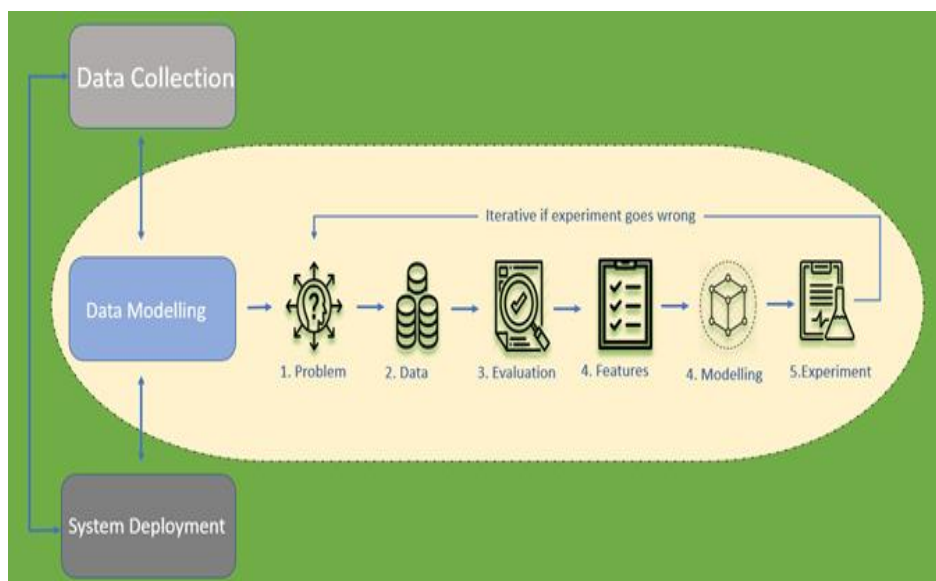 Data Collection
Iterative if experiment goes wrong
Data Modelling
1. Problem
2. Data
3. Evaluation
4. Features
4. Modelling
5.Experiment
System Deployment